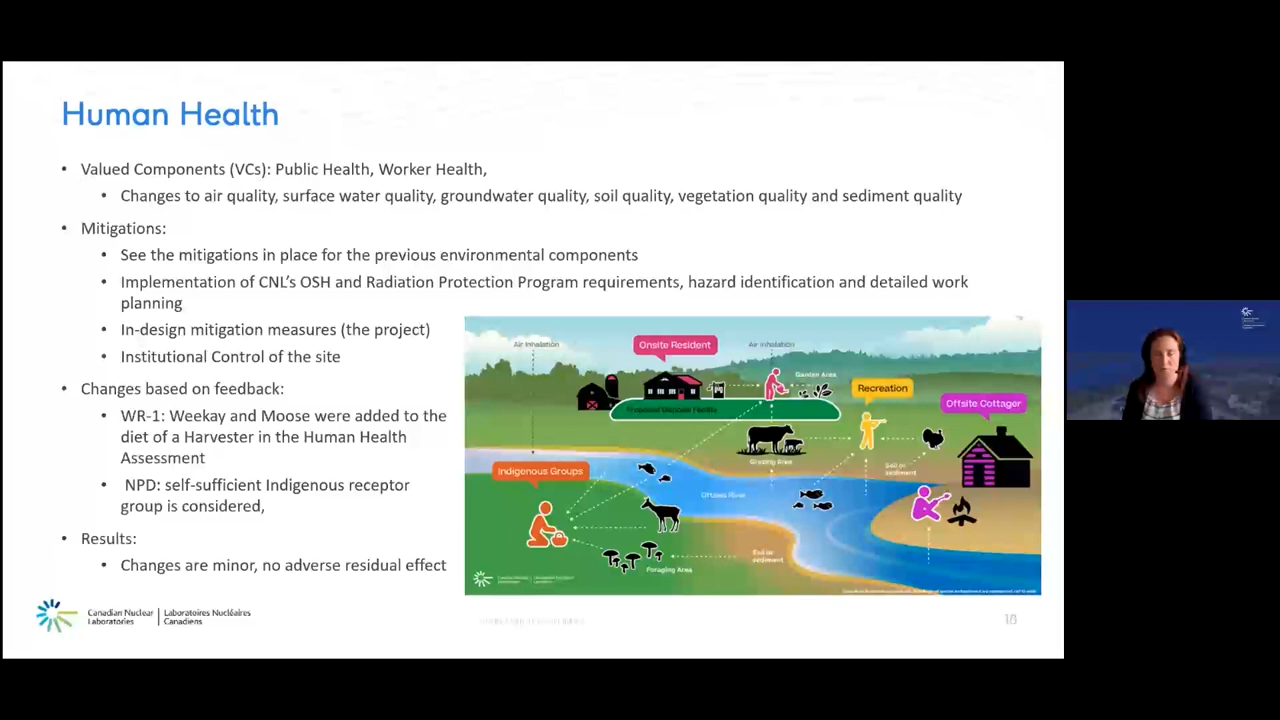 Human Health
• Valued Components (VCs): Public Health, Worker Health,
• Changes to air quality, surface water quality, groundwater quality, soil quality, vegetation quality and sediment quality
• Mitigations:
• See the mitigations in place for the previous environmental components
• Implementation of CNL's OSH and Radiation Protection Program requirements, hazard identification and detailed work
planning
• In-design mitigation measures (the project)
• Institutional Control of the site
• Changes based on feedback:
• WR-1: Weekay and Moose were added to the
diet of a Harvester in the Human Health
Assessment
• NPD: self-sufficient Indigenous receptor
group is considered,
• Results:
• Changes are minor, no adverse residual effect
Air Inhalation
Onsite Resident
Air Inhalation
Garden Area
Proposed Disposal Facility
Recreation
Offsite Cottager
Grazing Area
Indigenous Groups
Soil or
sediment
Ottawa River
Soil or
sediment
Foraging Area
Canadian Nuclear | Laboratoires Nucléaires
Laboratories | Canadiens